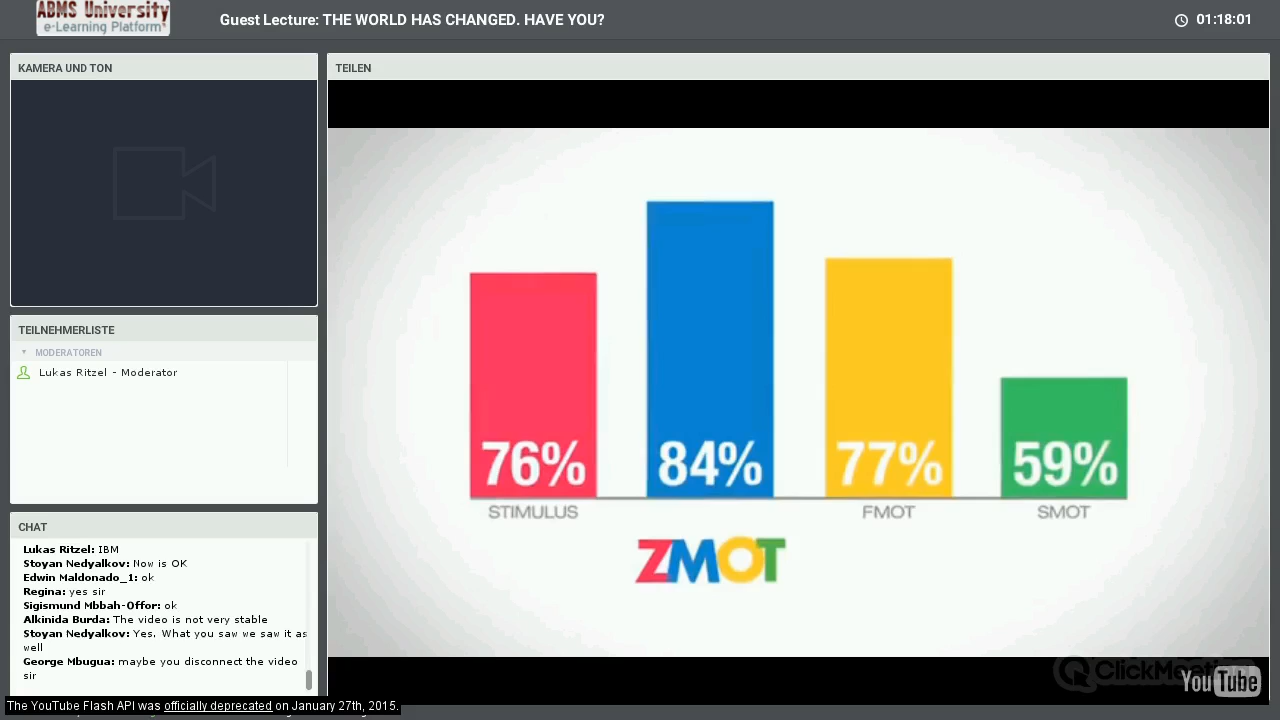 ABMS University
e-Learning Platform
Guest Lecture: THE WORLD HAS CHANGED. HAVE YOU?
01:18:01
KAMERA UND TON
TEILEN
TEILNEHMERLISTE
MODERATOREN
Lukas Ritzel - Moderator
CHAT
Lukas Ritzel: IBM
Stoyan Nedyalkov: Now is OK
Edwin Maldonado_1: ok
Regina: yes sir
Sigismund Mbbah-Offor: ok
Alkinida Burda: The video is not very stable
Stoyan Nedyalkov: Yes. What you saw we saw it as
well
George Mbugua: maybe you disconnect the video
sir
76%
84%
77%
59%
STIMULUS
FMOT
SMOT
ZMOT
ClickMeeting
YouTube
The YouTube Flash API was officially deprecated on January 27th, 2015.